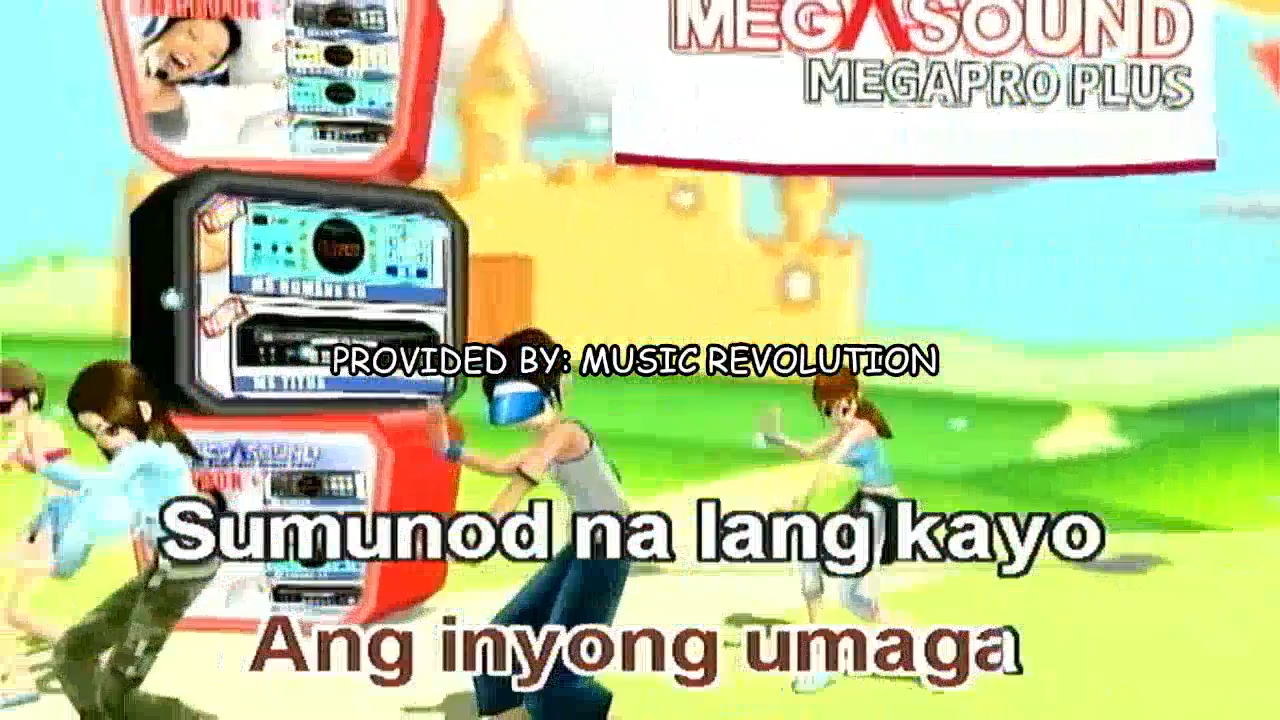 MEGASOUND
MEGAPRO PLUS
PROVIDED BY: MUSIC REVOLUTION
Sumunod na lang kayo
Ang inyong umaga